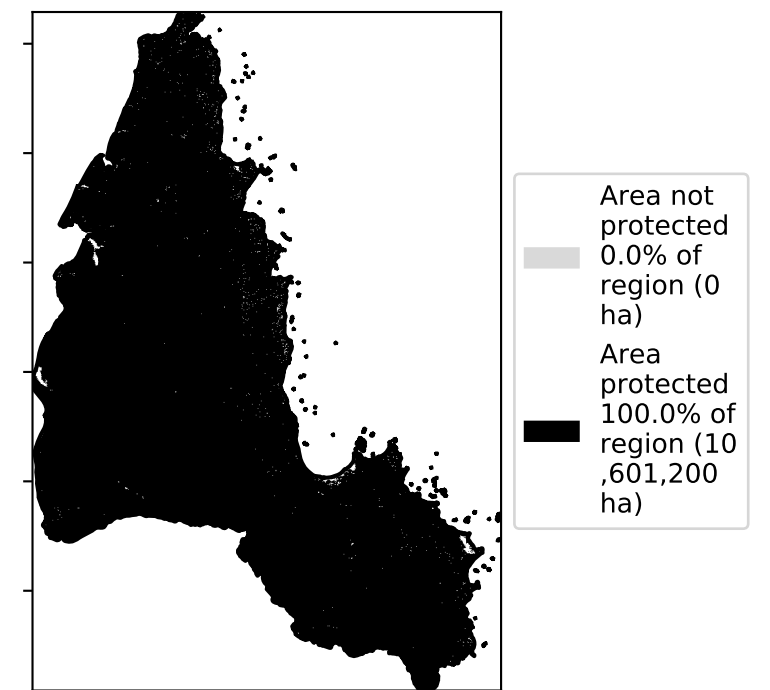 Area not
protected
0.0% of
region (0
ha)
Area
protected
100.0% of
region (10
,601,200
ha)